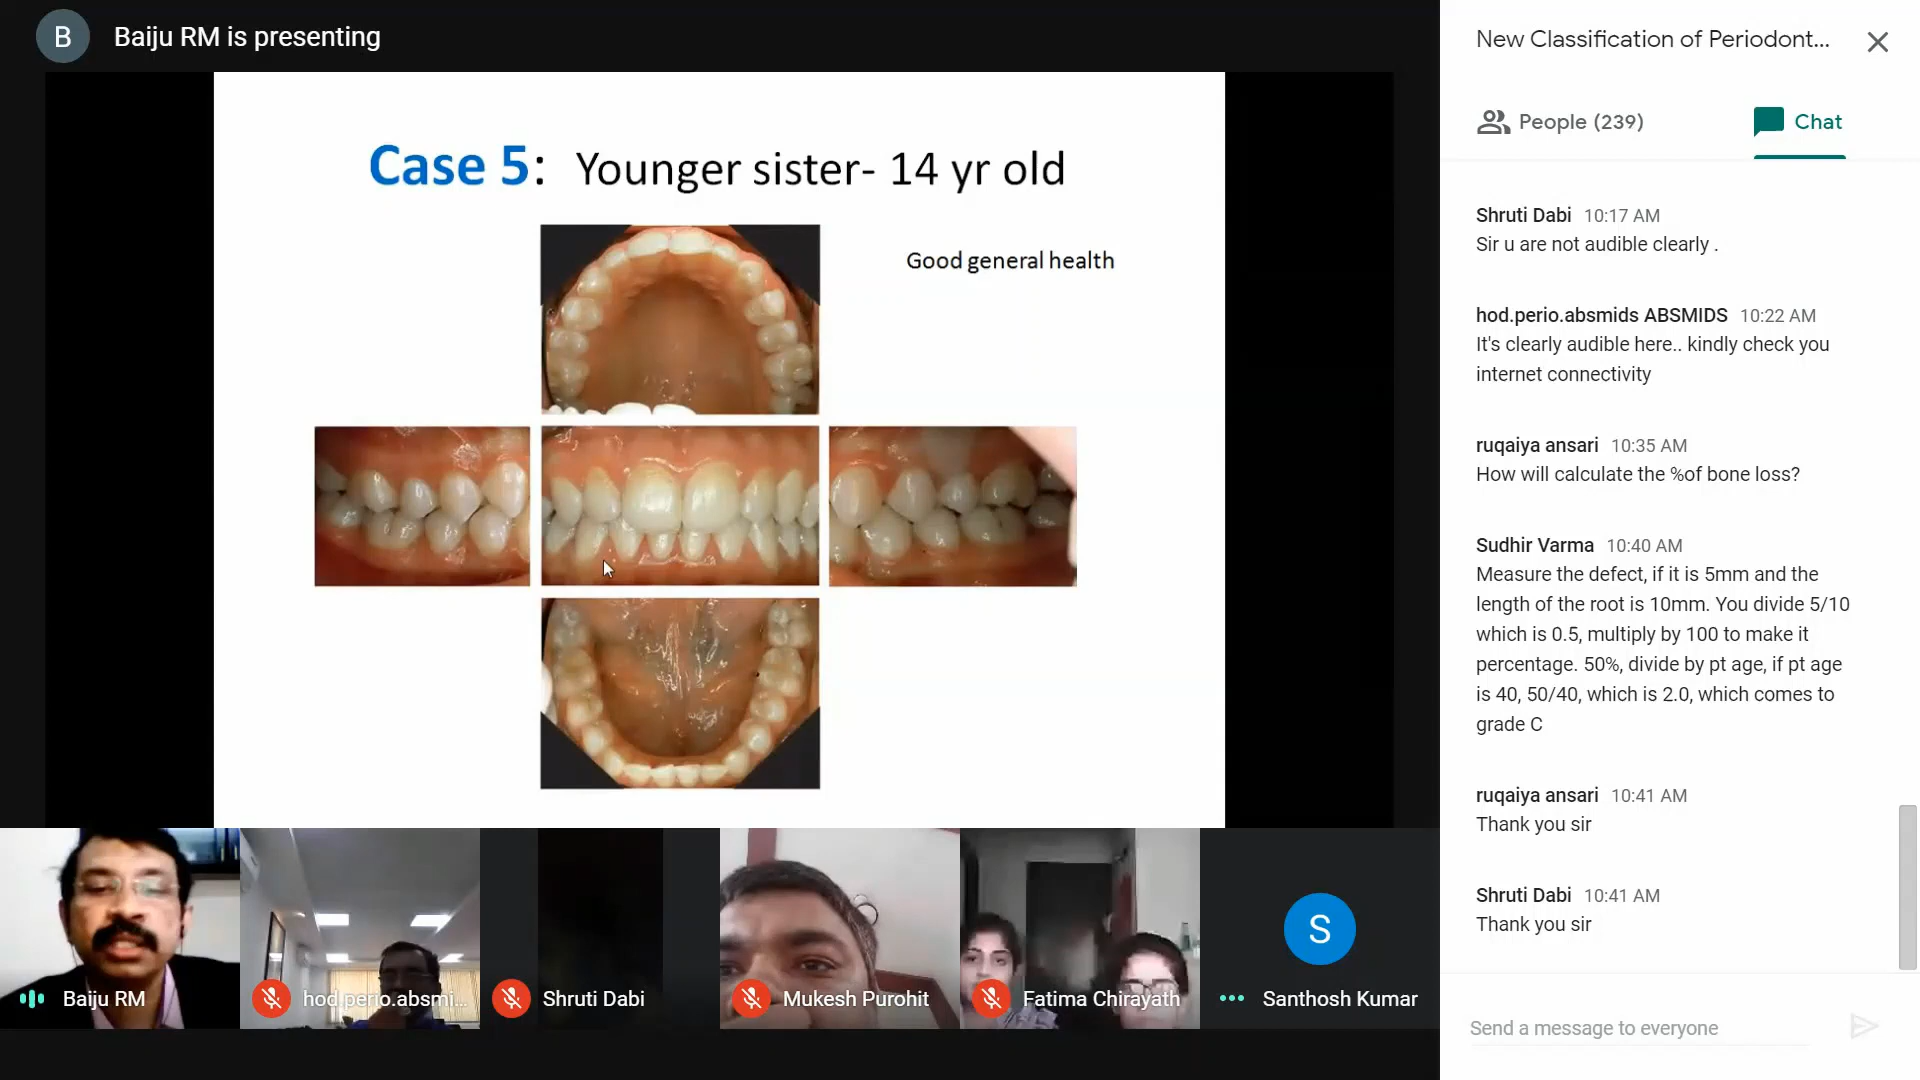 B
Baiju RM is presenting
Case 5: Younger sister- 14 yr old
Good general health
Baiju RM
hod.perio.absmi...
Shruti Dabi
Mukesh Purohit
Fatima Chirayath
S
Santhosh Kumar
New Classification of Periodont...
People (239)
Chat
Shruti Dabi 10:17 AM
Sir u are not audible clearly .
hod.perio.absmids ABSMIDS 10:22 AM
It's clearly audible here.. kindly check you
internet connectivity
ruqaiya ansari 10:35 AM
How will calculate the %of bone loss?
Sudhir Varma 10:40 AM
Measure the defect, if it is 5mm and the
length of the root is 10mm. You divide 5/10
which is 0.5, multiply by 100 to make it
percentage. 50%, divide by pt age, if pt age
is 40, 50/40, which is 2.0, which comes to
grade C
ruqaiya ansari 10:41 AM
Thank you sir
Shruti Dabi 10:41 AM
Thank you sir
Send a message to everyone